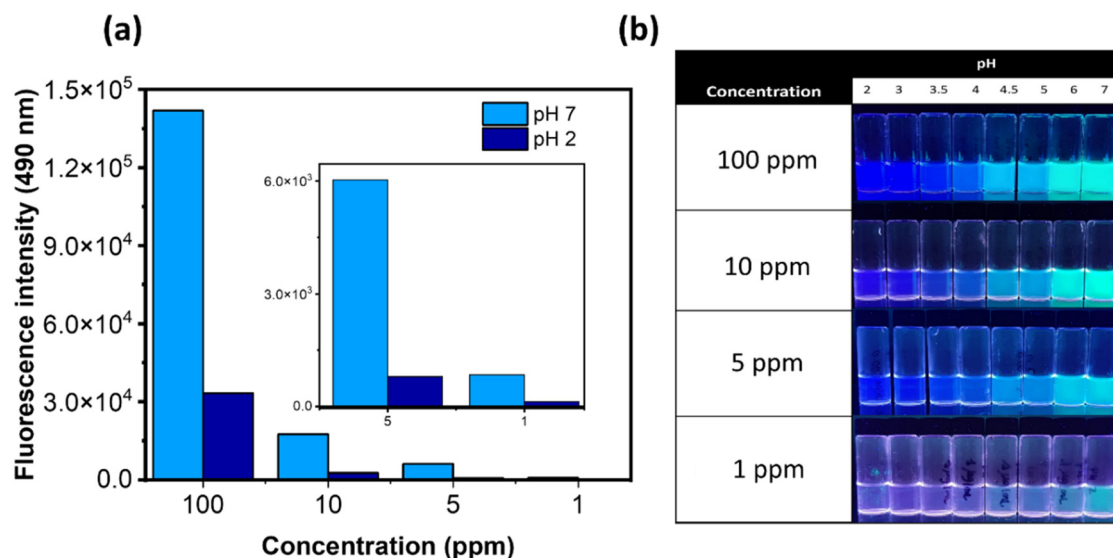 (a)
Fluorescence intensity (490 nm)
1.5×10⁵
1.2×10⁵
9.0×10⁴
6.0×10⁴
3.0×10⁴
0.0
pH 7
pH 2
6.0×10³
3.0×10³
0.0
5 1
100 10 5 1
Concentration (ppm)
(b)
pH
Concentration 2 3 3.5 4 4.5 5 6 7
100 ppm
10 ppm
5 ppm
1 ppm